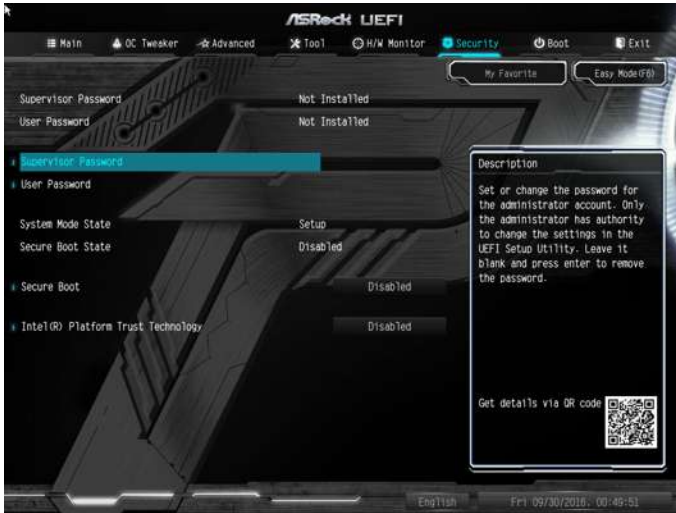 ASRock UEFI
Main OC Tweaker Advanced Tool H/W Monitor Security Boot Exit
My Favorite Easy Mode(F6)
Supervisor Password Not Installed
User Password Not Installed
Supervisor Password
User Password
System Mode State Setup
Secure Boot State Disabled
Secure Boot Disabled
Intel(R) Platform Trust Technology Disabled
Description
Set or change the password for
the administrator account. Only
the administrator has authority
to change the settings in the
UEFI Setup Utility. Leave it
blank and press enter to remove
the password.
Get details via QR code
English Fri 09/30/2016. 00:49:51